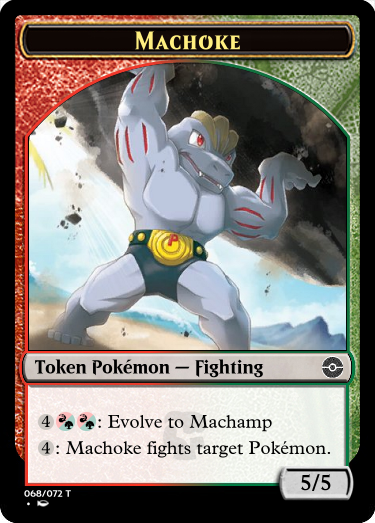 Machoke
Token Pokémon — Fighting
4: Evolve to Machamp
4: Machoke fights target Pokémon.
5/5
068/072 T